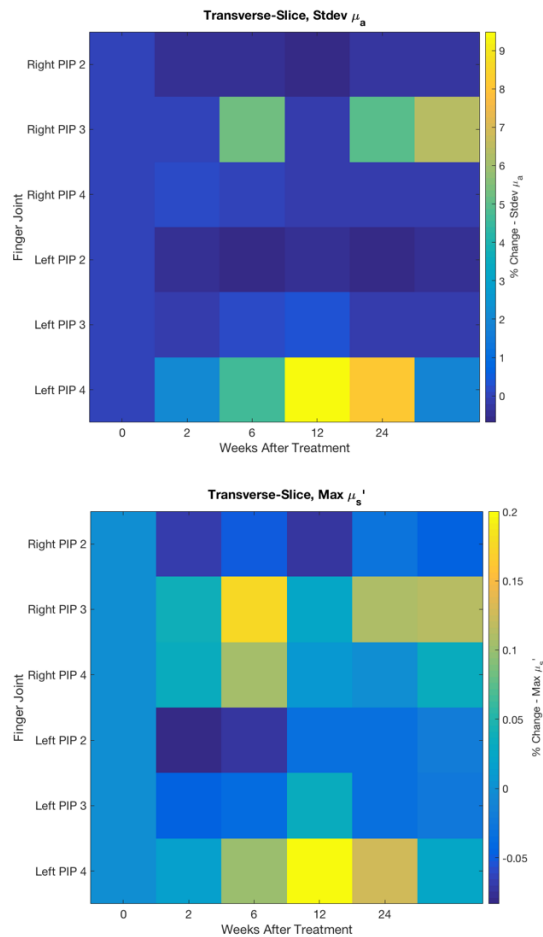 Transverse-Slice, Stdev μa
Finger Joint
Right PIP 2
Right PIP 3
Right PIP 4
Left PIP 2
Left PIP 3
Left PIP 4
0 2 6 12 24
Weeks After Treatment
9
8
7
6
5
4
3
2
1
0
% Change - Stdev μa
Transverse-Slice, Max μs'
Finger Joint
Right PIP 2
Right PIP 3
Right PIP 4
Left PIP 2
Left PIP 3
Left PIP 4
0 2 6 12 24
Weeks After Treatment
0.2
0.15
0.1
0.05
0
-0.05
% Change - Max μs'